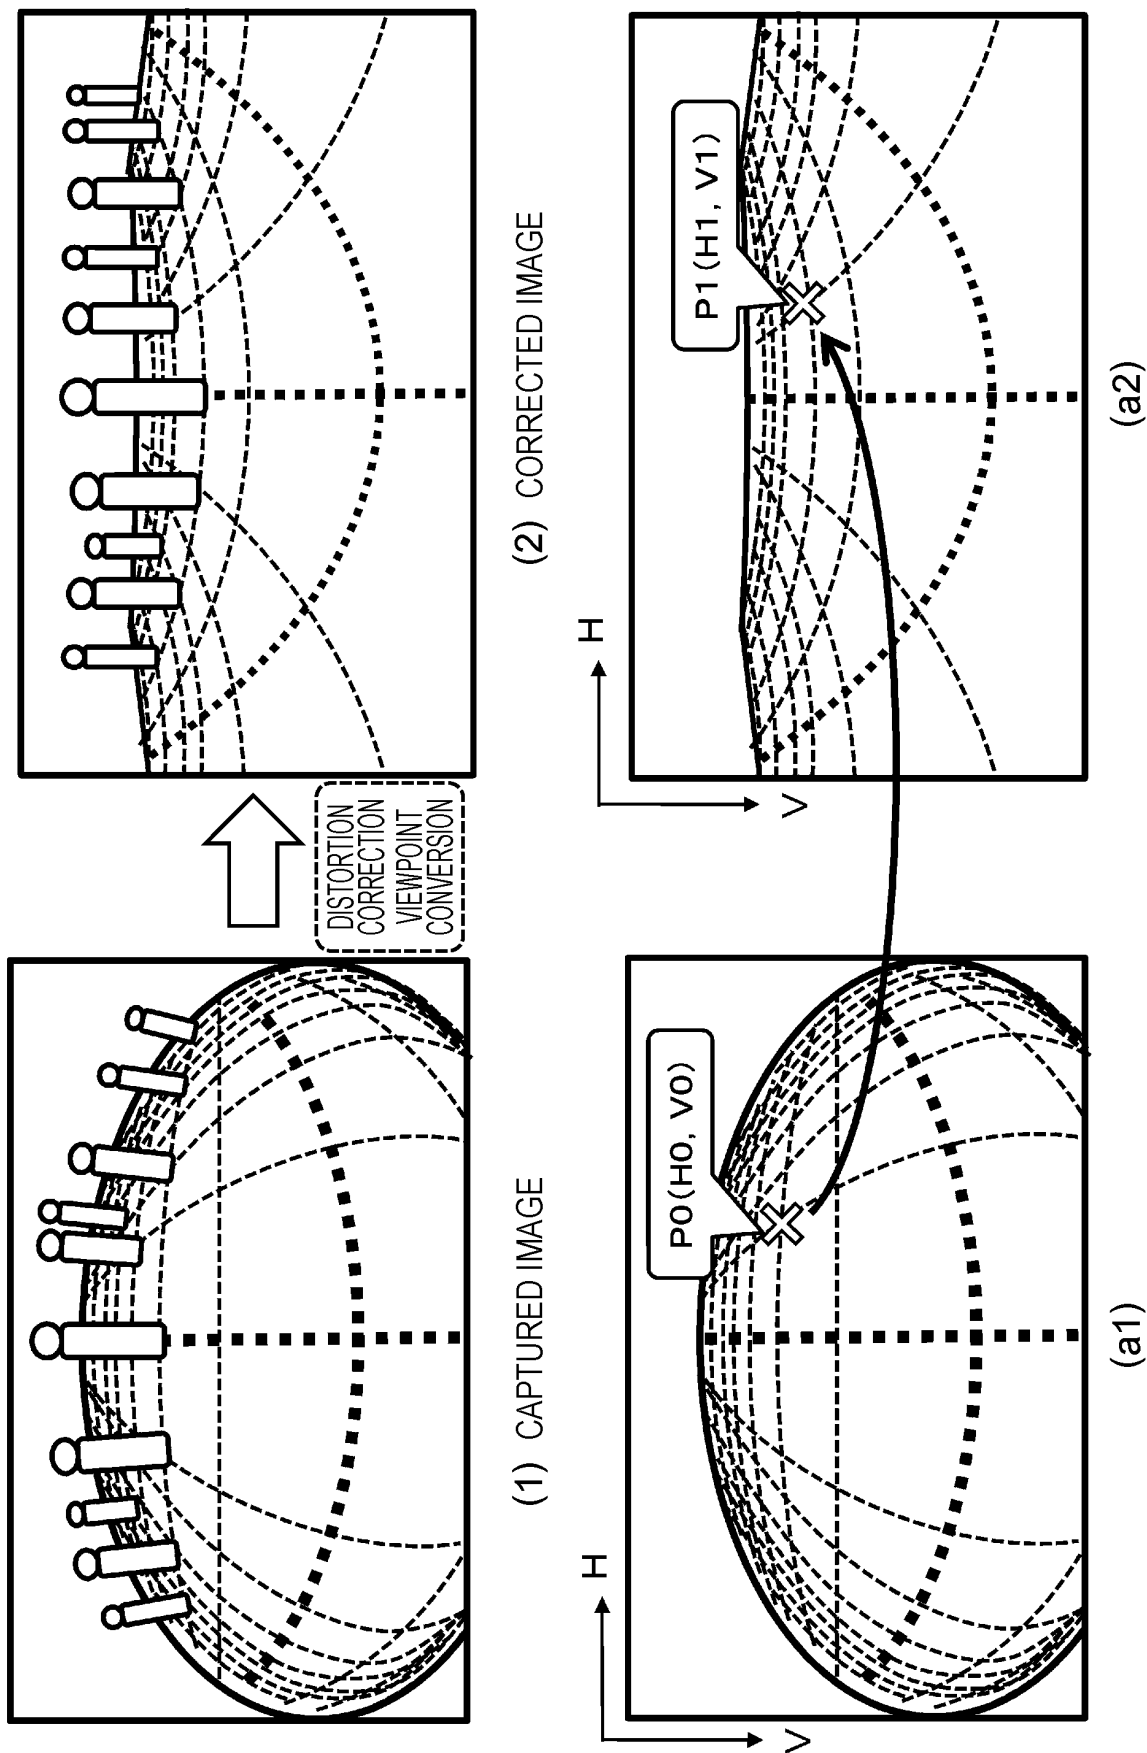 DISTORTION
CORRECTION
VIEWPOINT
CONVERSION
(1) CAPTURED IMAGE
(2) CORRECTED IMAGE
H
V
P0(H0, V0)
H
V
P1(H1, V1)
(a1)
(a2)